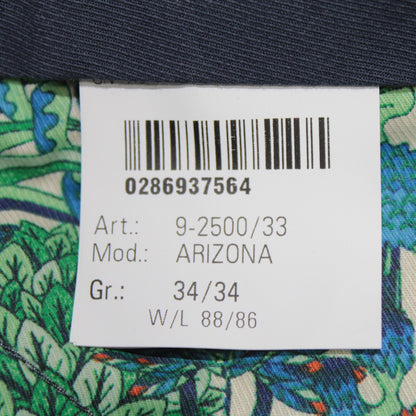 0286937564
Art.: 9-2500/33
Mod.: ARIZONA
Gr.: 34/34
W/L 88/86